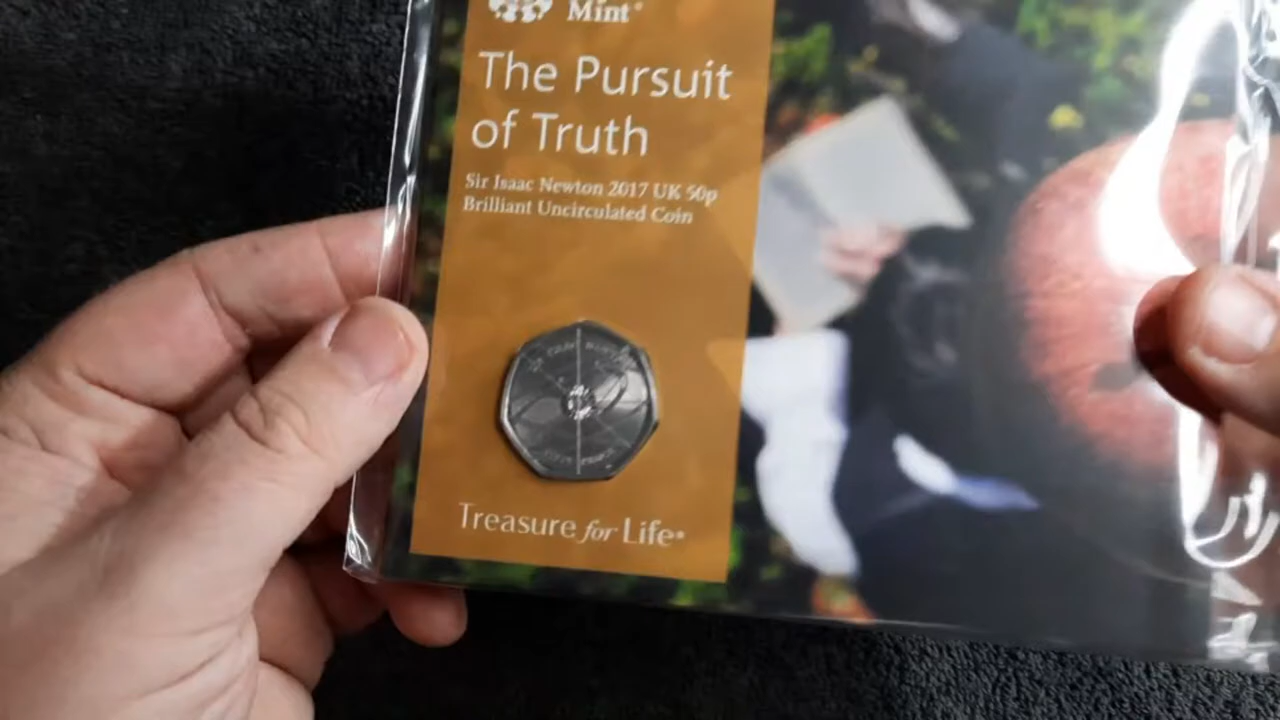 Mint®
The Pursuit
of Truth
Sir Isaac Newton 2017 UK 50p
Brilliant Uncirculated Coin
Treasure for Life®